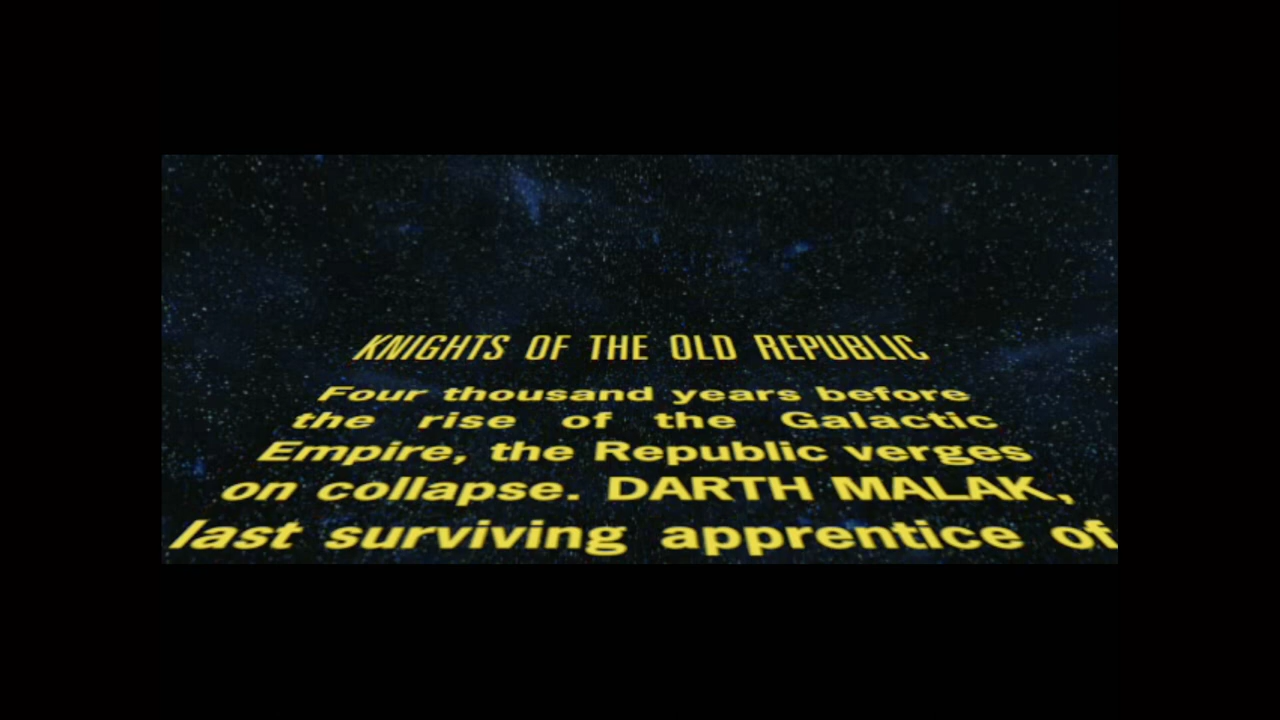 KNIGHTS OF THE OLD REPUBLIC
Four thousand years before
the rise of the Galactic
Empire, the Republic verges
on collapse. DARTH MALAK,
last surviving apprentice of